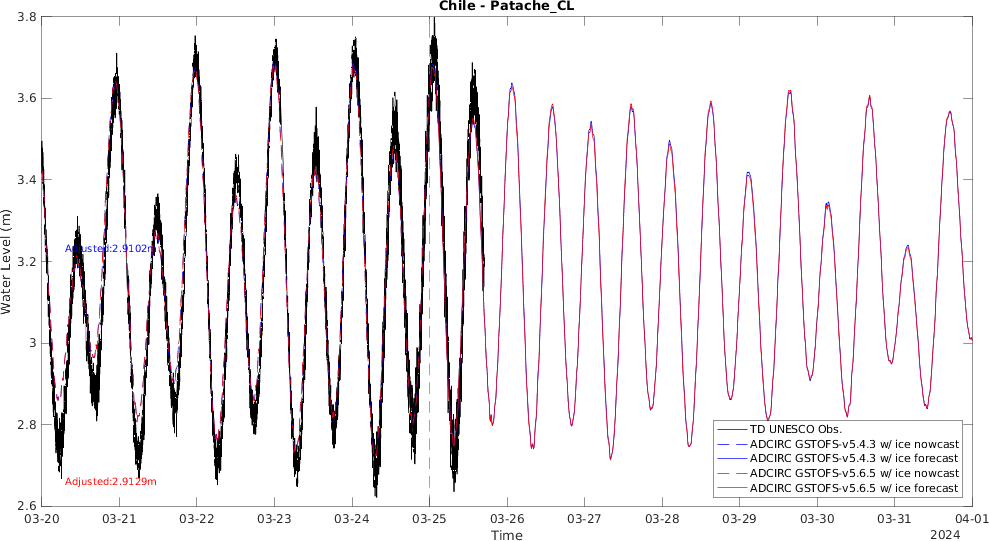 Chile - Patache_CL
3.8
3.6
3.4
3.2
3
2.8
2.6
Water Level (m)
Adjusted:2.9102m
Adjusted:2.9129m
TD UNESCO Obs.
ADCIRC GSTOFS-v5.4.3 w/ ice nowcast
ADCIRC GSTOFS-v5.4.3 w/ ice forecast
ADCIRC GSTOFS-v5.6.5 w/ ice nowcast
ADCIRC GSTOFS-v5.6.5 w/ ice forecast
03-20 03-21 03-22 03-23 03-24 03-25 03-26 03-27 03-28 03-29 03-30 03-31 04-01
Time
2024